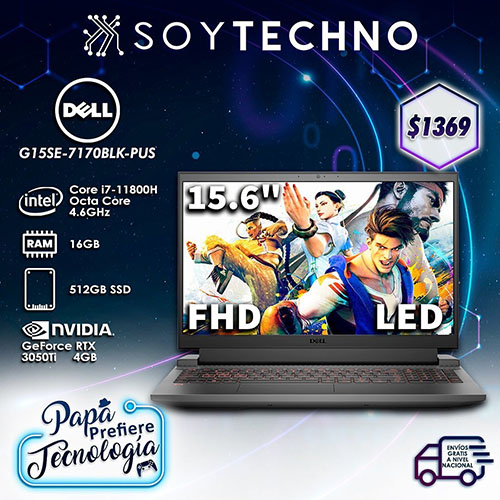 SOYTECHNO
DELL
G15SE-7170BLK-PUS
$1369
intel
Core i7-11800H
Octa Core
4.6GHz
RAM
16GB
512GB SSD
NVIDIA.
GeForce RTX
3050Ti 4GB
15.6"
FHD LED
DELL
Papá
Prefiere
Tecnología
ENVÍOS
GRATIS
A NIVEL
NACIONAL